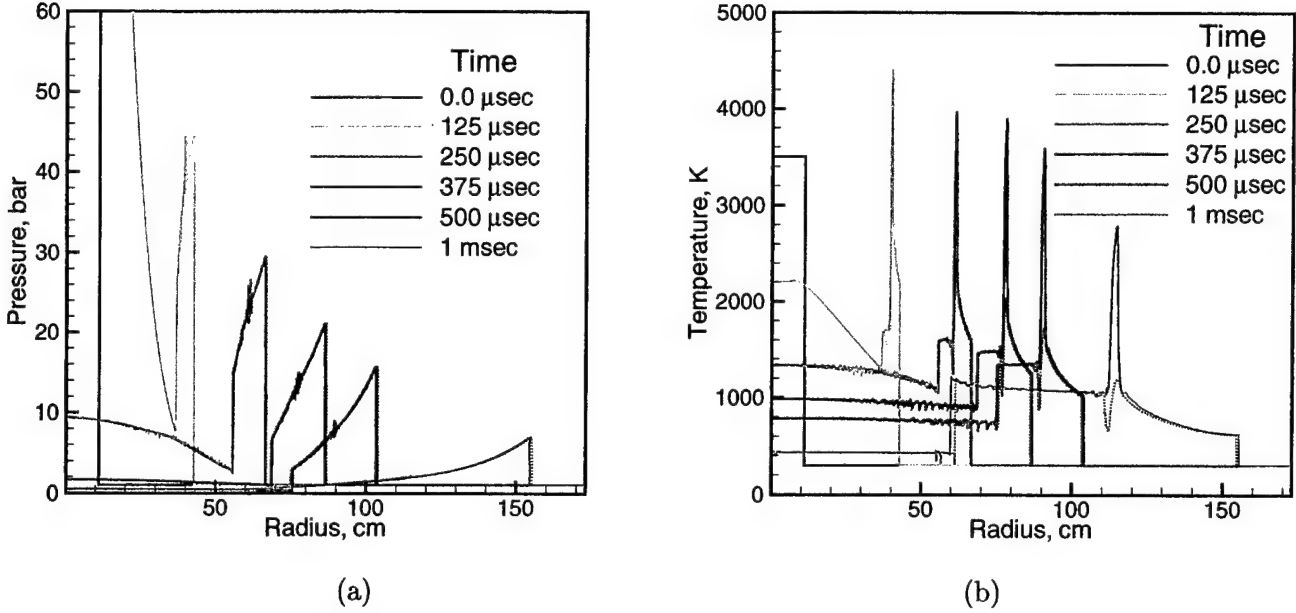 60
50
40
30
20
10
0
Pressure, bar
50
100
150
Radius, cm
Time
0.0 μsec
125 μsec
250 μsec
375 μsec
500 μsec
1 msec
(a)
5000
4000
3000
2000
1000
0
Temperature, K
50
100
150
Radius, cm
Time
0.0 μsec
125 μsec
250 μsec
375 μsec
500 μsec
1 msec
(b)